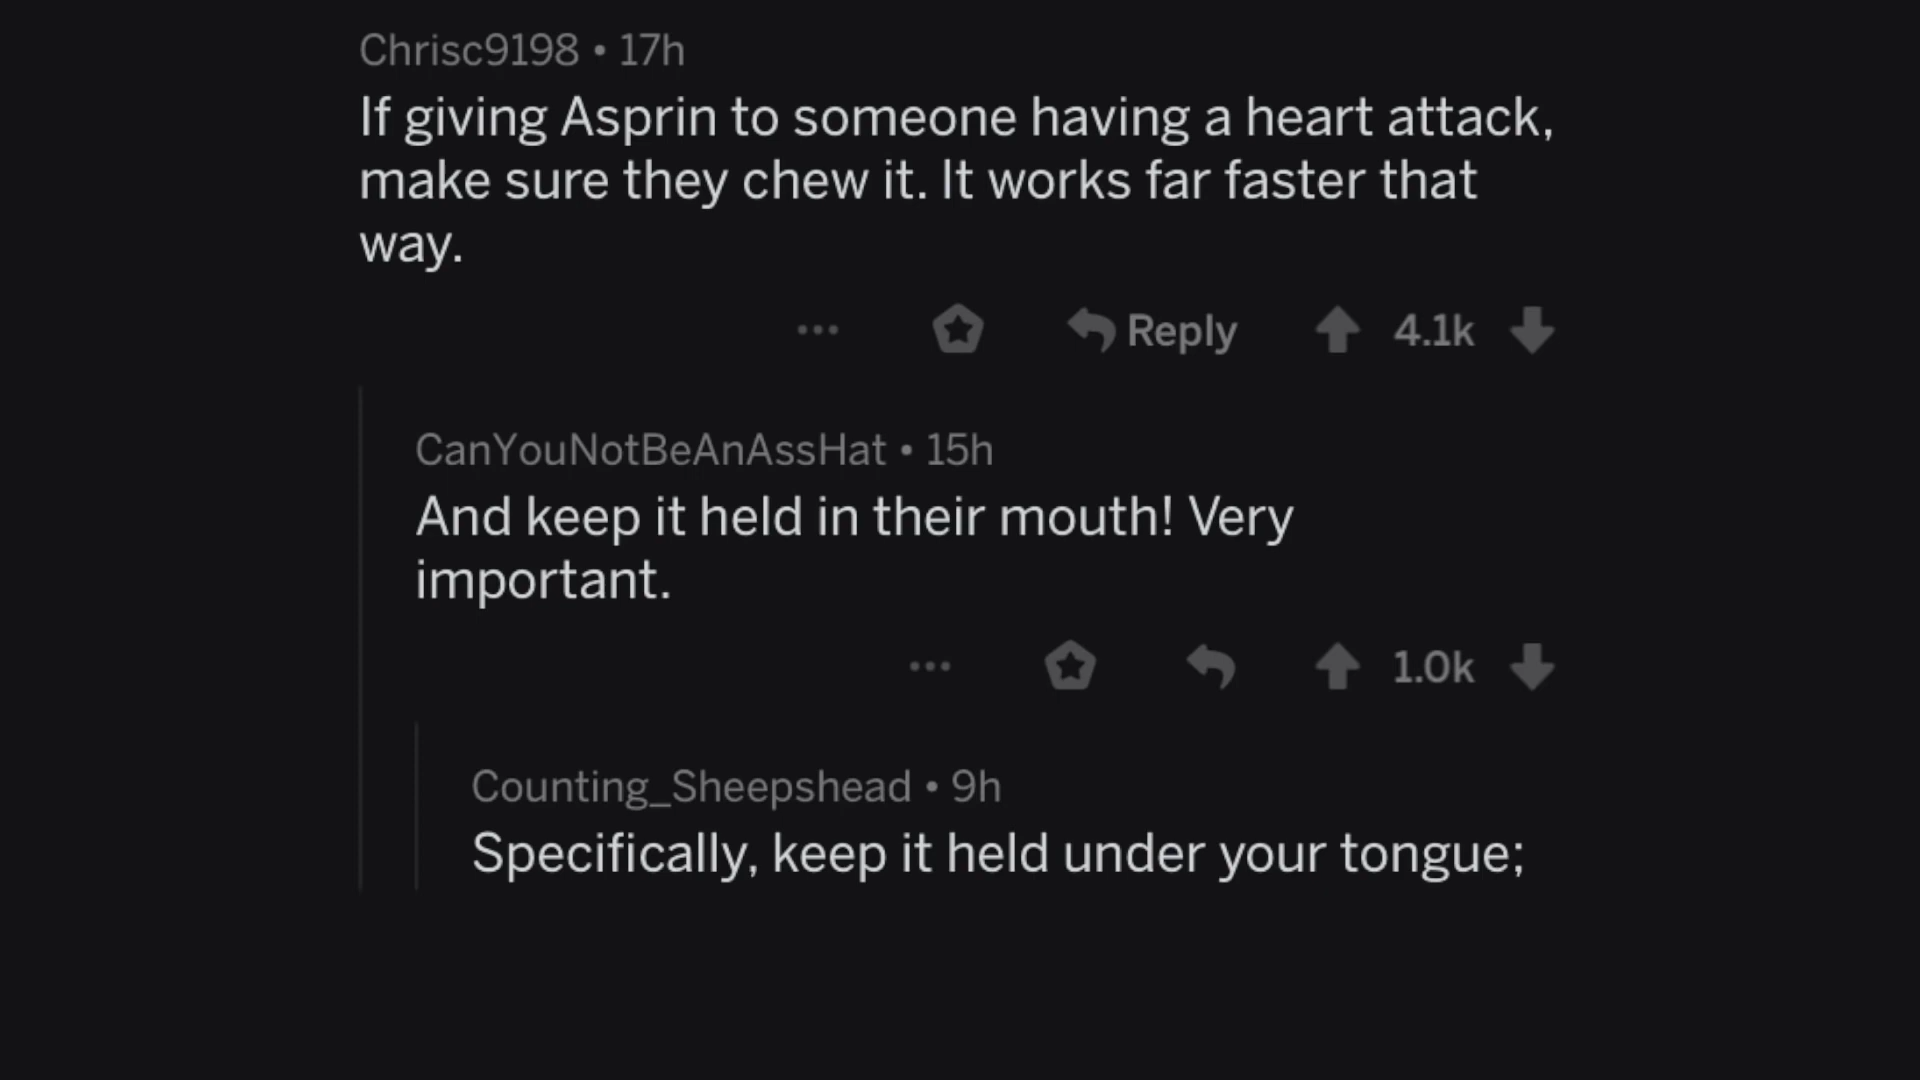 Chrisc9198 • 17h
If giving Asprin to someone having a heart attack,
make sure they chew it. It works far faster that
way.
Reply 4.1k
CanYouNotBeAnAssHat • 15h
And keep it held in their mouth! Very
important.
1.0k
Counting_Sheepshead • 9h
Specifically, keep it held under your tongue;